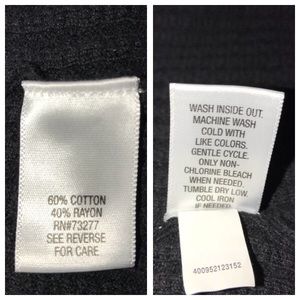 60% COTTON
40% RAYON
RN#73277
SEE REVERSE
FOR CARE
WASH INSIDE OUT.
MACHINE WASH
COLD WITH
LIKE COLORS.
GENTLE CYCLE.
ONLY NON-
CHLORINE BLEACH
WHEN NEEDED.
TUMBLE DRY LOW.
COOL IRON
IF NEEDED.
400952123152